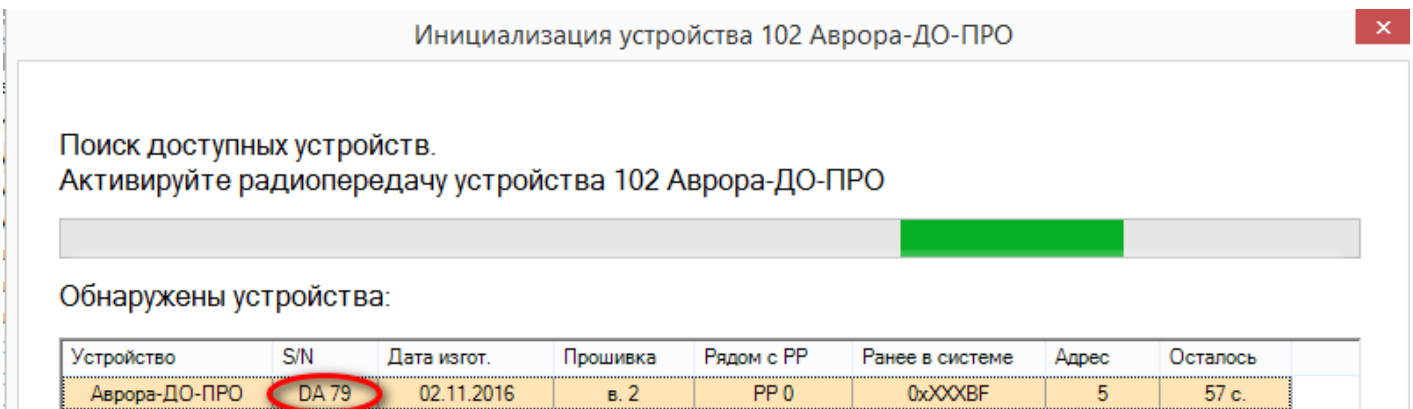 Инициализация устройства 102 Аврора-ДО-ПРО
Поиск доступных устройств.
Активируйте радиопередачу устройства 102 Аврора-ДО-ПРО
Обнаружены устройства:
Устройство S/N Дата изгот. Прошивка Рядом с РР Ранее в системе Адрес Осталось
Аврора-ДО-ПРО DA 79 02.11.2016 в. 2 РР 0 0xXXXBF 5 57 с.